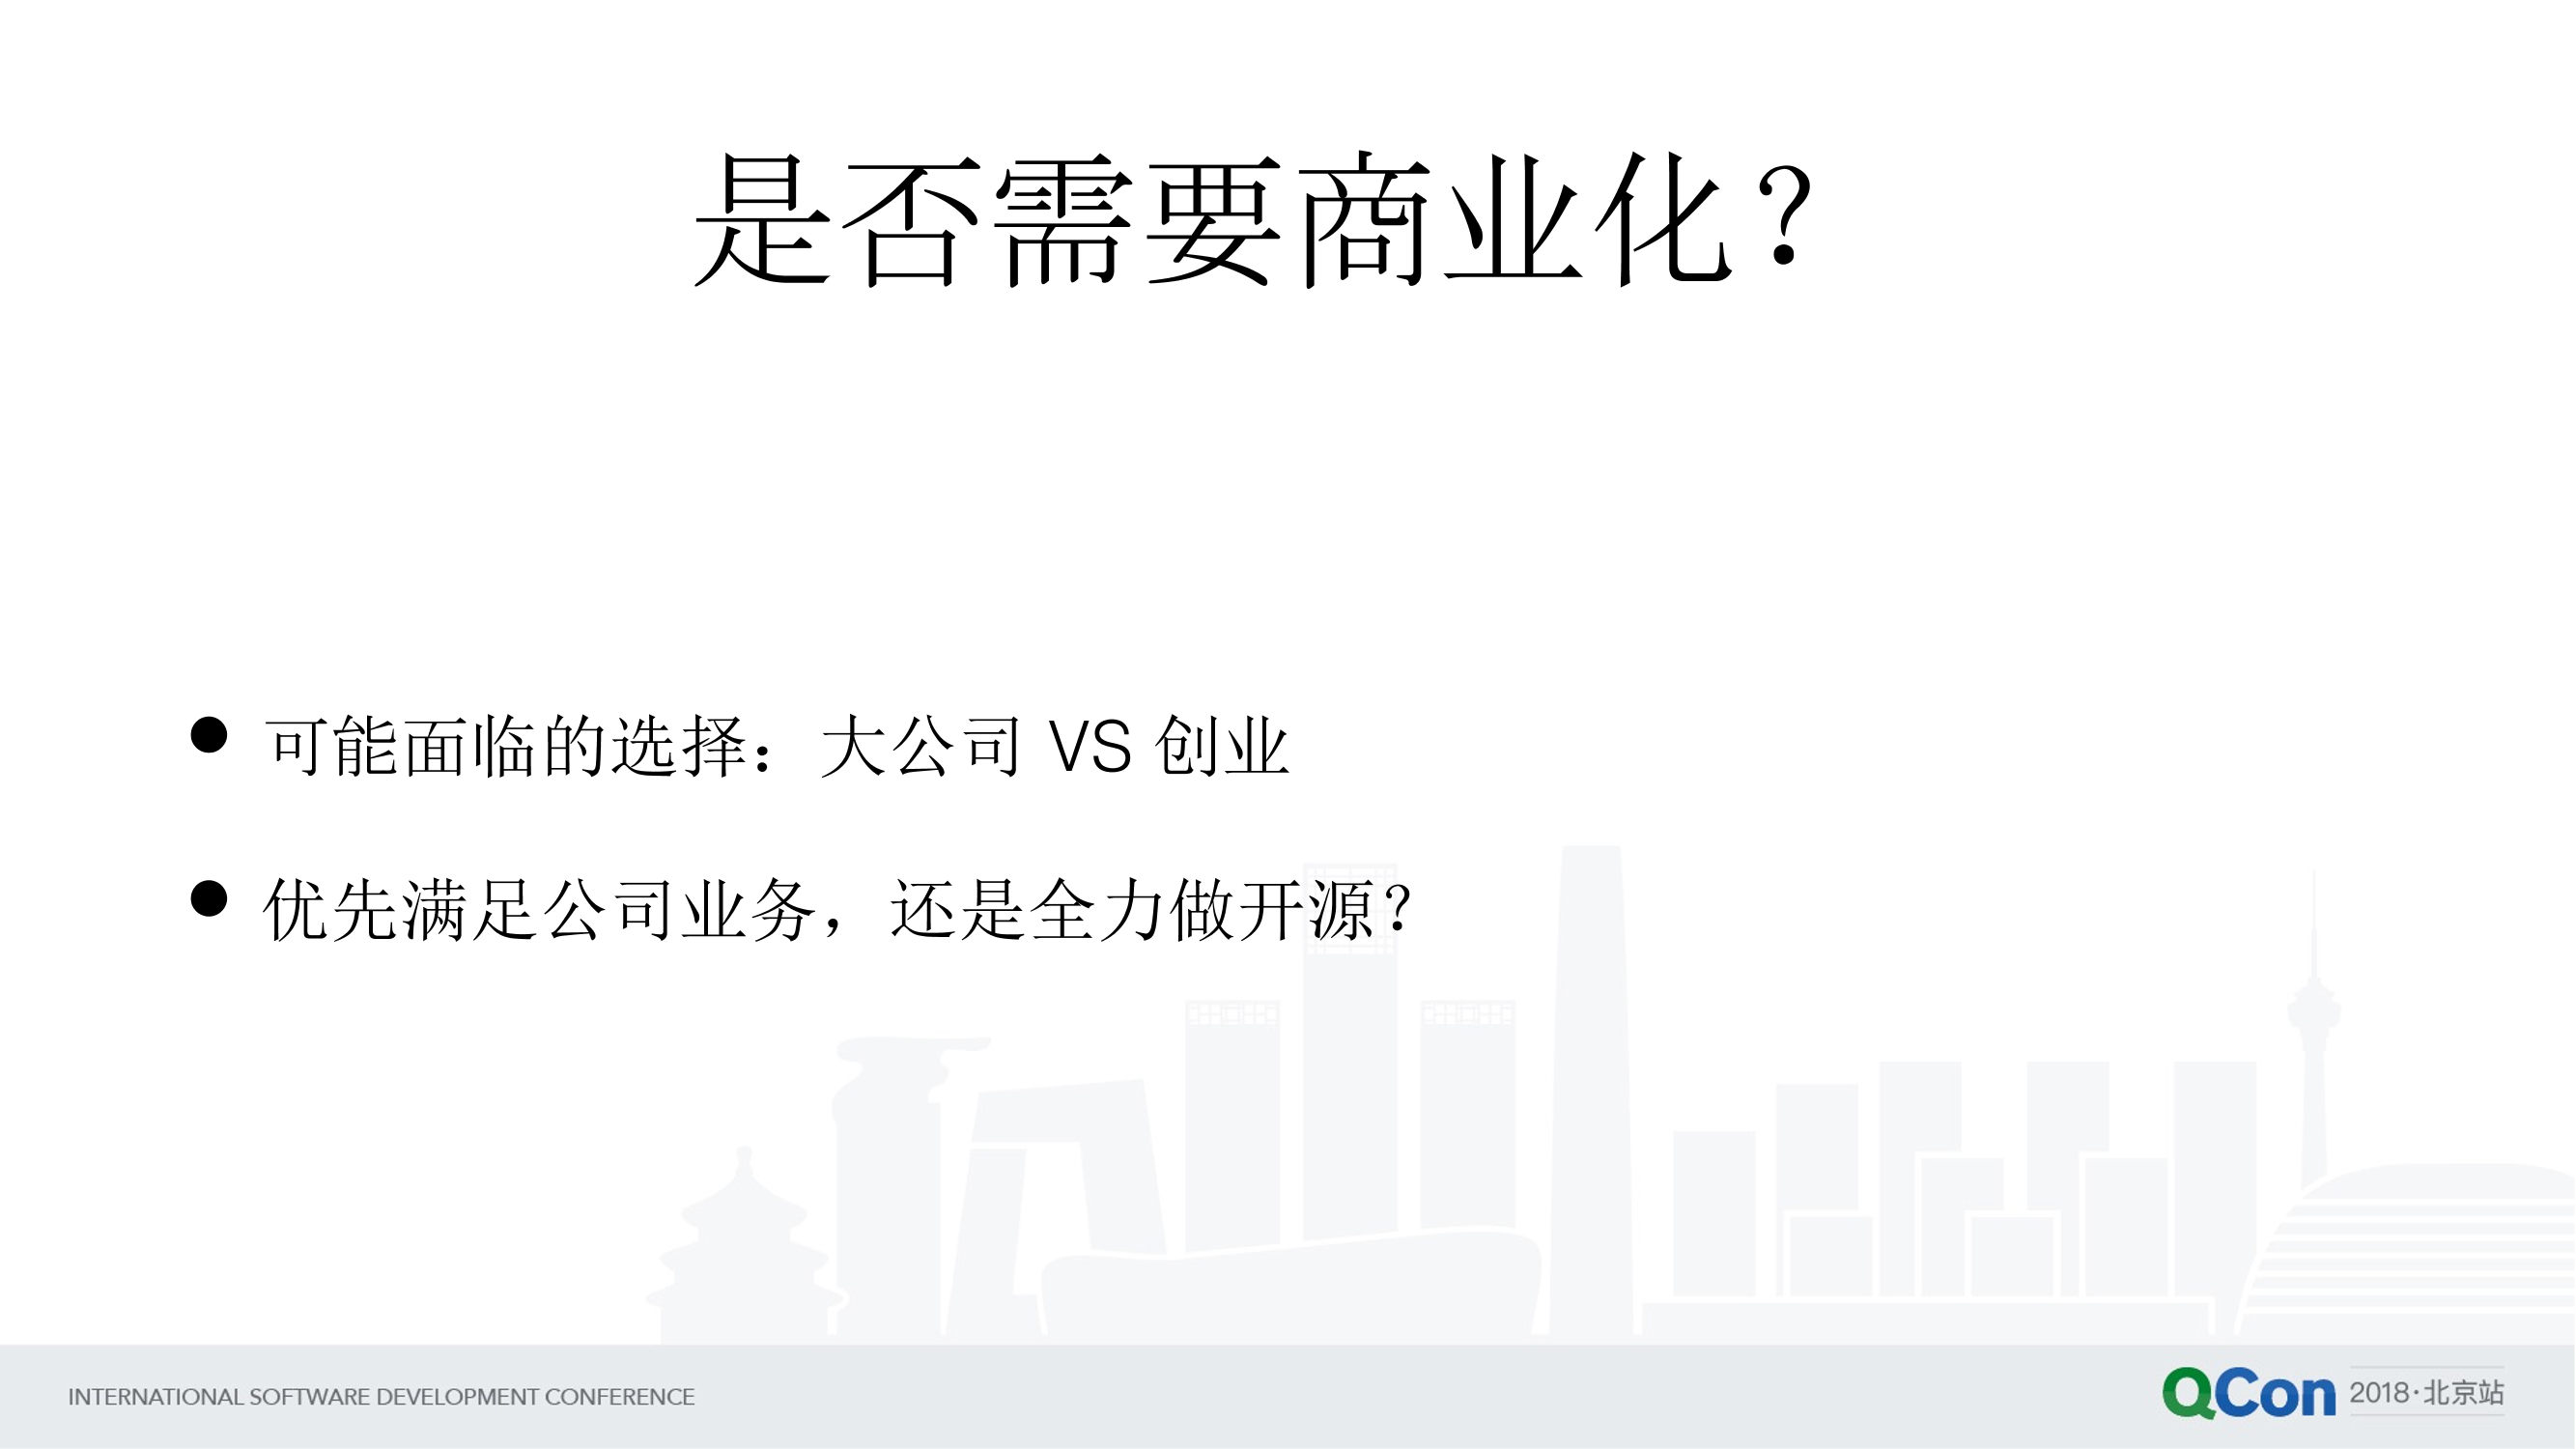 是否需要商业化？
● 可能面临的选择：大公司 VS 创业
● 优先满足公司业务，还是全力做开源？
INTERNATIONAL SOFTWARE DEVELOPMENT CONFERENCE
QCon 2018·北京站